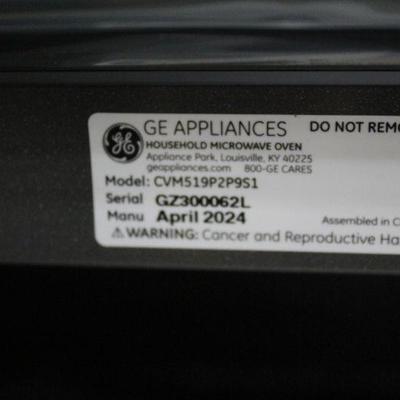 GE APPLIANCES DO NOT REMO
HOUSEHOLD MICROWAVE OVEN
Appliance Park, Louisville, KY 40225
geappliances.com 800-GE CARES
Model: CVM519P2P9S1
Serial GZ300062L
Manu April 2024
Assembled in C
⚠WARNING: Cancer and Reproductive Ha